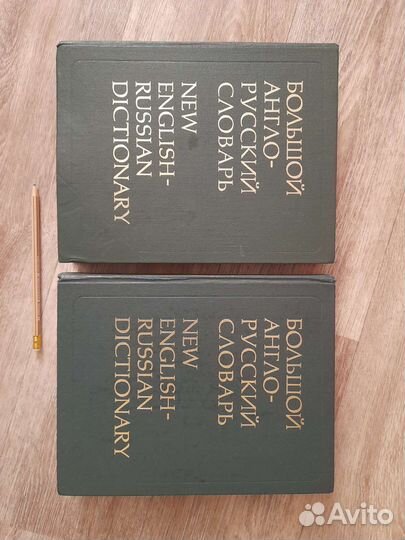 БОЛЬШОЙ
АНГЛО-
РУССКИЙ
СЛОВАРЬ
NEW
ENGLISH-
RUSSIAN
DICTIONARY
БОЛЬШОЙ
АНГЛО-
РУССКИЙ
СЛОВАРЬ
NEW
ENGLISH-
RUSSIAN
DICTIONARY
Avito